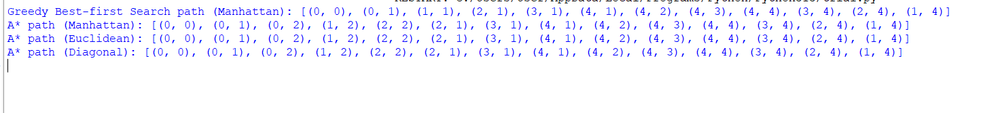 Greedy Best-first Search path (Manhattan): [(0, 0), (0, 1), (1, 1), (2, 1), (3, 1), (4, 1), (4, 2), (4, 3), (4, 4), (3, 4), (2, 4), (1, 4)]
A* path (Manhattan): [(0, 0), (0, 1), (0, 2), (1, 2), (2, 2), (2, 1), (3, 1), (4, 1), (4, 2), (4, 3), (4, 4), (3, 4), (2, 4), (1, 4)]
A* path (Euclidean): [(0, 0), (0, 1), (0, 2), (1, 2), (2, 2), (2, 1), (3, 1), (4, 1), (4, 2), (4, 3), (4, 4), (3, 4), (2, 4), (1, 4)]
A* path (Diagonal): [(0, 0), (0, 1), (0, 2), (1, 2), (2, 2), (2, 1), (3, 1), (4, 1), (4, 2), (4, 3), (4, 4), (3, 4), (2, 4), (1, 4)]